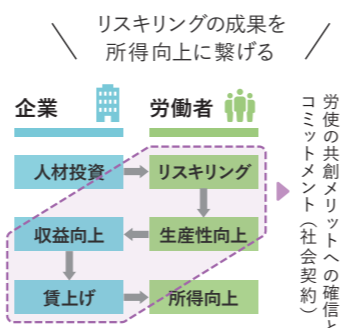 リスキリングの成果を
所得向上に繋げる
企業
労働者
人材投資
リスキリング
収益向上
生産性向上
賃上げ
所得向上
労使の共創メリットへの確信と
コミットメント（社会契約）